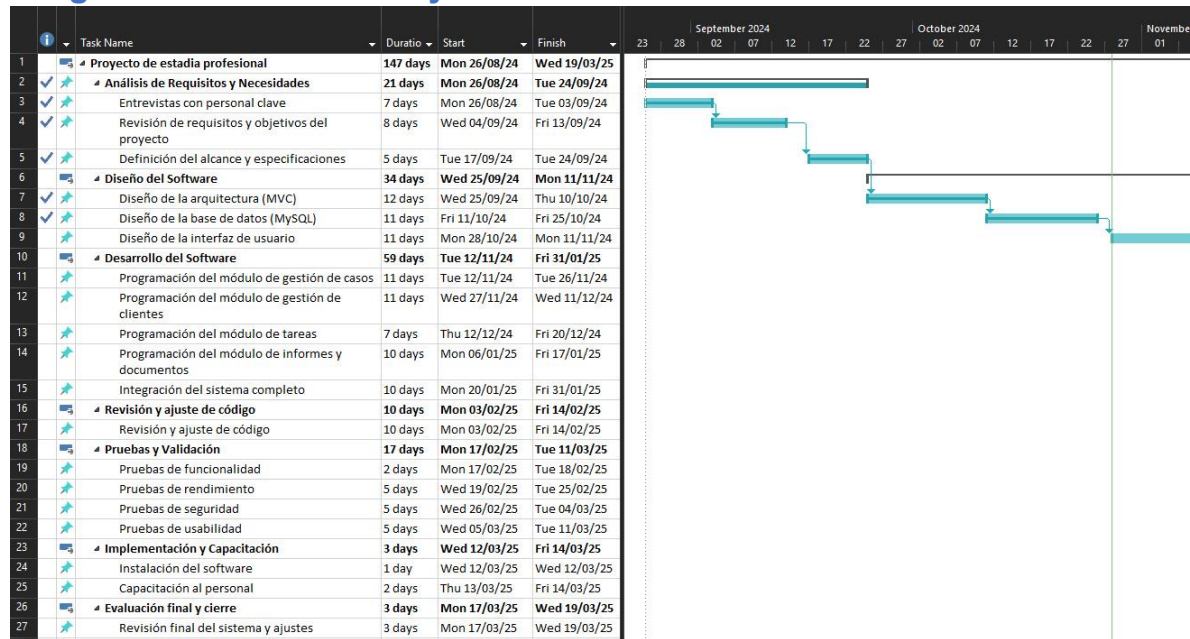 September 2024 October 2024 Novembe
Task Name Duratio Start Finish 23 28 02 07 12 17 22 27 02 07 12 17 22 27 01
1 Proyecto de estadia profesional 147 days Mon 26/08/24 Wed 19/03/25
2 Análisis de Requisitos y Necesidades 21 days Mon 26/08/24 Tue 24/09/24
3 Entrevistas con personal clave 7 days Mon 26/08/24 Tue 03/09/24
4 Revisión de requisitos y objetivos del 8 days Wed 04/09/24 Fri 13/09/24
proyecto
5 Definición del alcance y especificaciones 5 days Tue 17/09/24 Tue 24/09/24
6 Diseño del Software 34 days Wed 25/09/24 Mon 11/11/24
7 Diseño de la arquitectura (MVC) 12 days Wed 25/09/24 Thu 10/10/24
8 Diseño de la base de datos (MySQL) 11 days Fri 11/10/24 Fri 25/10/24
9 Diseño de la interfaz de usuario 11 days Mon 28/10/24 Mon 11/11/24
10 Desarrollo del Software 59 days Tue 12/11/24 Fri 31/01/25
11 Programación del módulo de gestión de casos 11 days Tue 12/11/24 Tue 26/11/24
12 Programación del módulo de gestión de 11 days Wed 27/11/24 Wed 11/12/24
clientes
13 Programación del módulo de tareas 7 days Thu 12/12/24 Fri 20/12/24
14 Programación del módulo de informes y 10 days Mon 06/01/25 Fri 17/01/25
documentos
15 Integración del sistema completo 10 days Mon 20/01/25 Fri 31/01/25
16 Revisión y ajuste de código 10 days Mon 03/02/25 Fri 14/02/25
17 Revisión y ajuste de código 10 days Mon 03/02/25 Fri 14/02/25
18 Pruebas y Validación 17 days Mon 17/02/25 Tue 11/03/25
19 Pruebas de funcionalidad 2 days Mon 17/02/25 Tue 18/02/25
20 Pruebas de rendimiento 5 days Wed 19/02/25 Tue 25/02/25
21 Pruebas de seguridad 5 days Wed 26/02/25 Tue 04/03/25
22 Pruebas de usabilidad 5 days Wed 05/03/25 Tue 11/03/25
23 Implementación y Capacitación 3 days Wed 12/03/25 Fri 14/03/25
24 Instalación del software 1 day Wed 12/03/25 Wed 12/03/25
25 Capacitación al personal 2 days Thu 13/03/25 Fri 14/03/25
26 Evaluación final y cierre 3 days Mon 17/03/25 Wed 19/03/25
27 Revisión final del sistema y ajustes 3 days Mon 17/03/25 Wed 19/03/25